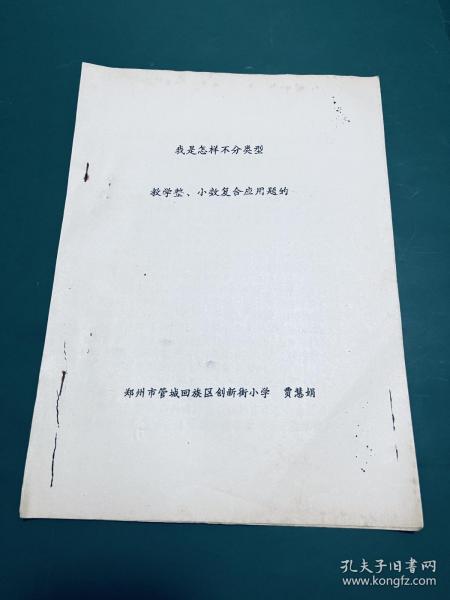 我是怎样不分类型
教学整、小数复合应用题的
郑州市管城回族区创新街小学 贾慧娟
孔夫子旧书网
www.kongfz.com